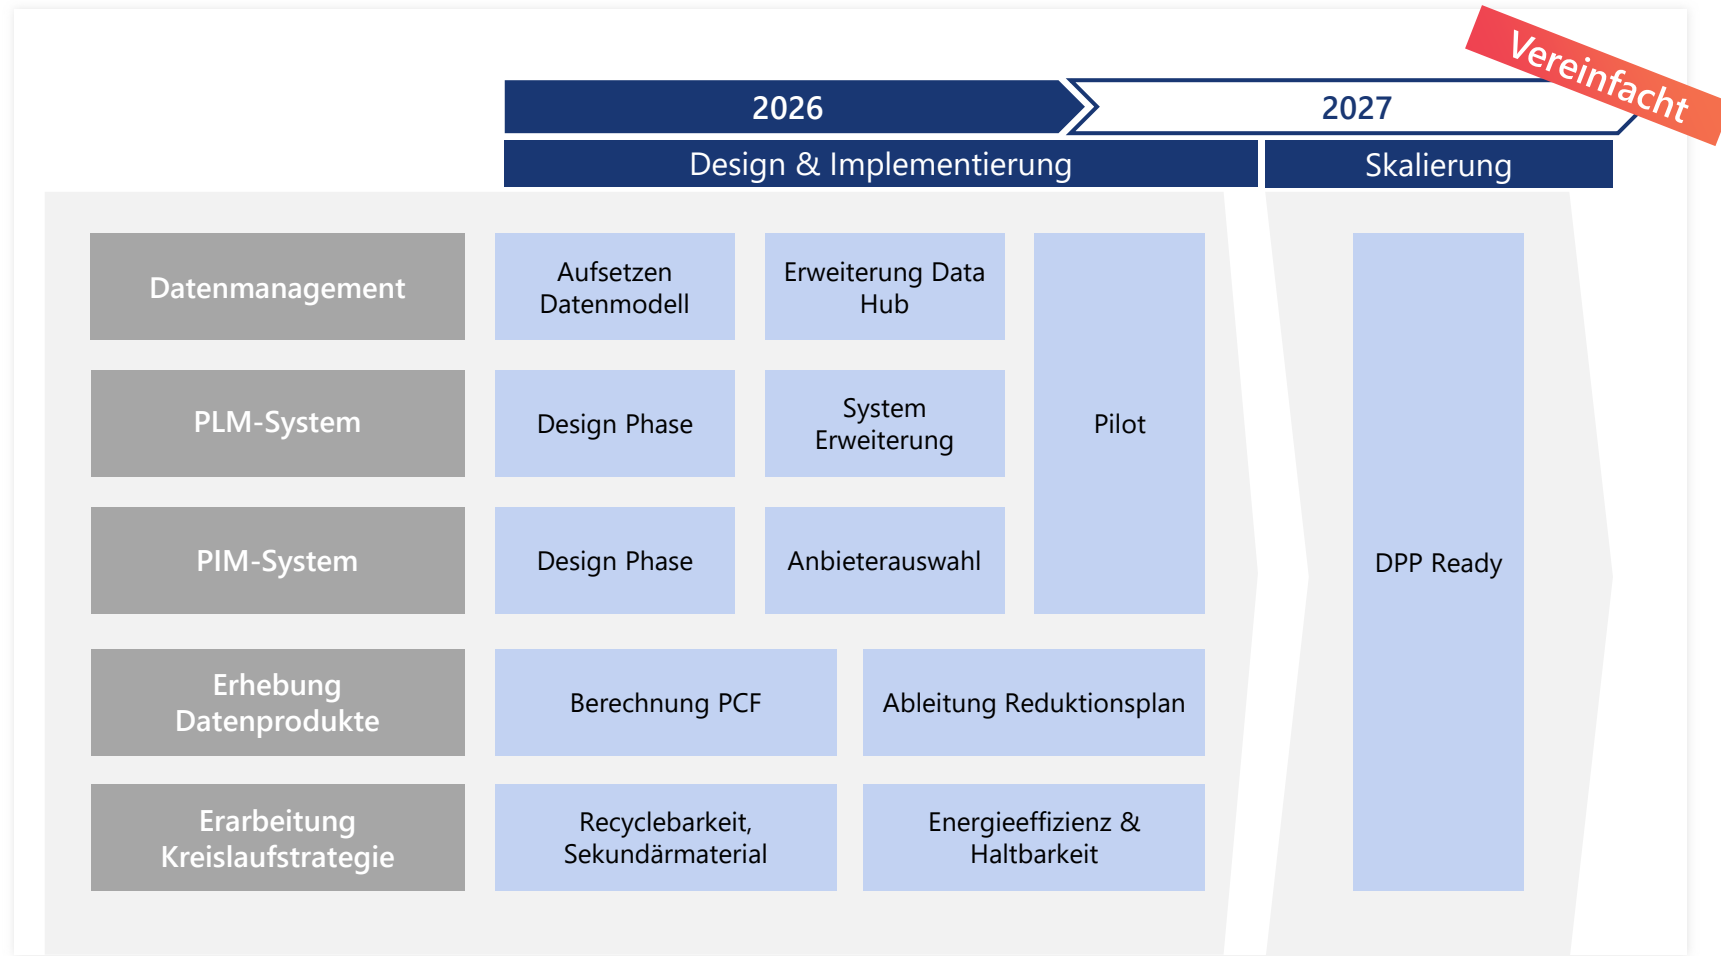 Vereinfacht
2026
2027
Design & Implementierung
Skalierung
Datenmanagement
Aufsetzen
Datenmodell
Erweiterung Data
Hub
PLM-System
Design Phase
System
Erweiterung
Pilot
PIM-System
Design Phase
Anbieterauswahl
DPP Ready
Erhebung
Datenprodukte
Berechnung PCF
Ableitung Reduktionsplan
Erarbeitung
Kreislaufstrategie
Recyclebarkeit,
Sekundärmaterial
Energieeffizienz &
Haltbarkeit